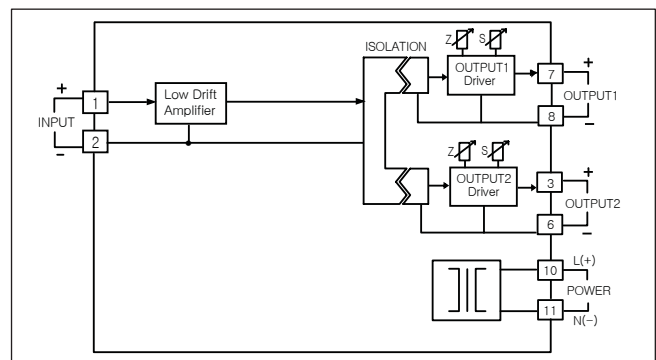 ISOLATION
Z S
OUTPUT1
Driver
+
7
OUTPUT1
8
−
+
1
Low Drift
Amplifier
INPUT
2
−
Z S
OUTPUT2
Driver
+
3
OUTPUT2
6
−
10
L(+)
POWER
11
N(−)